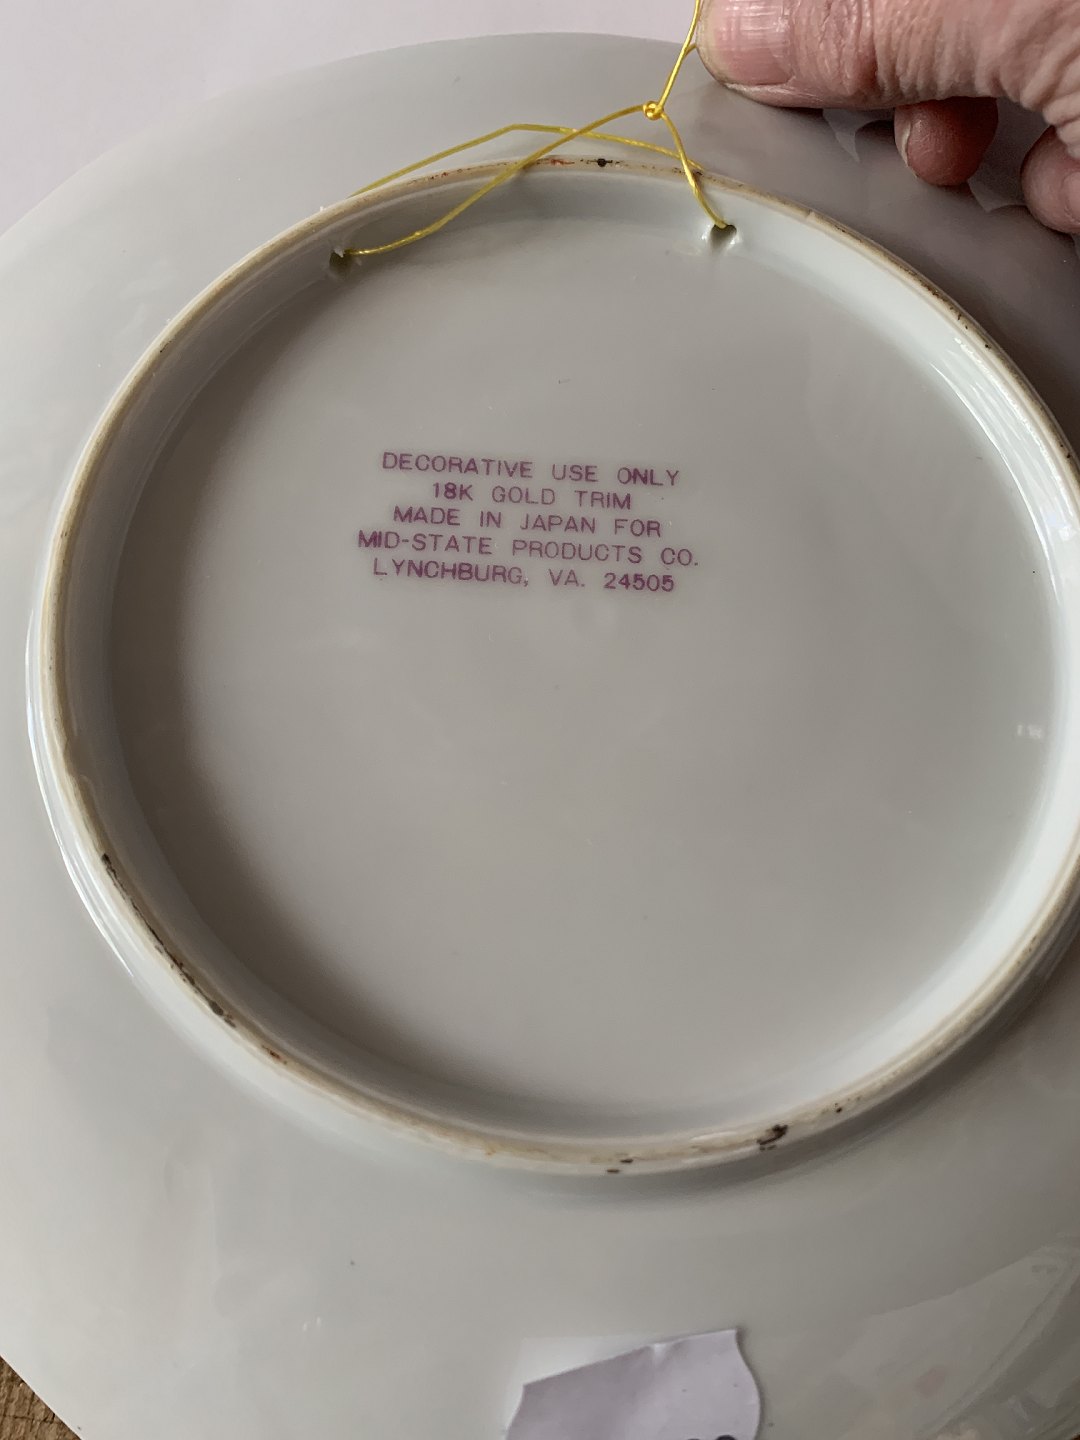 DECORATIVE USE ONLY
18K GOLD TRIM
MADE IN JAPAN FOR
MID-STATE PRODUCTS CO.
LYNCHBURG, VA. 24505